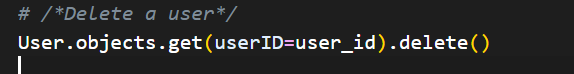 # /*Delete a user*/
User.objects.get(userID=user_id).delete()